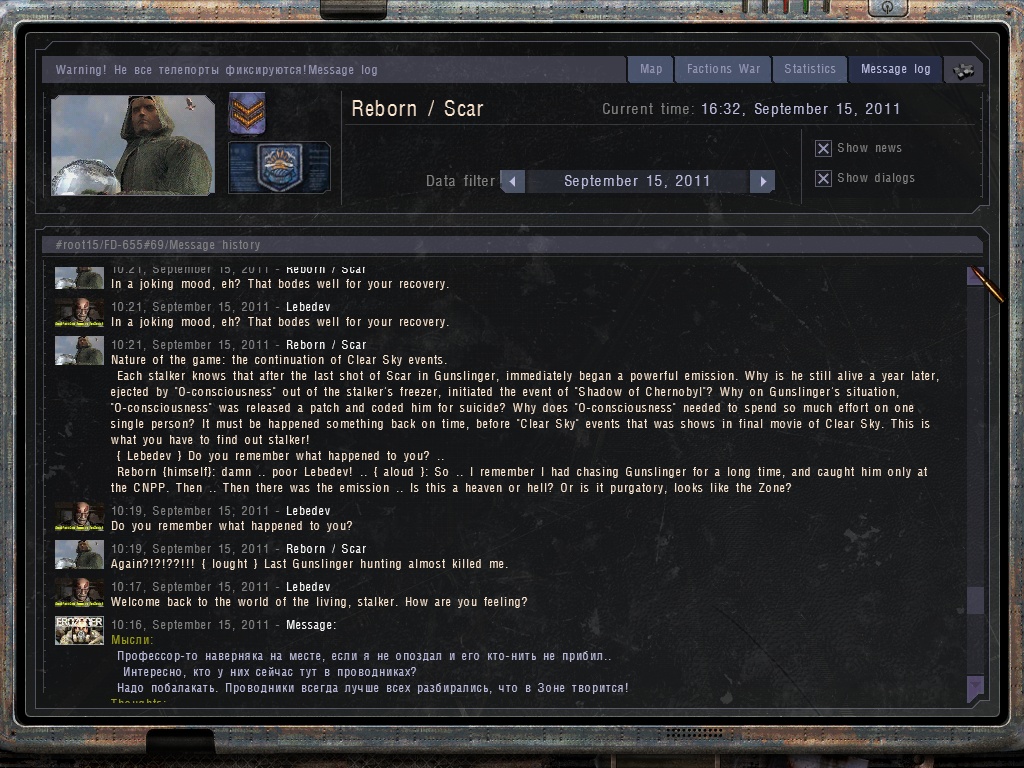 Warning! Не все телепорты фиксируются!Message log
Map
Factions War
Statistics
Message log
Reborn / Scar
Current time: 16:32, September 15, 2011
Data filter
September 15, 2011
Show news
Show dialogs
#root15/FD-655#69/Message history
10:21, September 15, 2011 - Reborn / Scar
In a joking mood, eh? That bodes well for your recovery.
10:21, September 15, 2011 - Lebedev
In a joking mood, eh? That bodes well for your recovery.
10:21, September 15, 2011 - Reborn / Scar
Nature of the game: the continuation of Clear Sky events.
Each stalker knows that after the last shot of Scar in Gunslinger, immediately began a powerful emission. Why is he still alive a year later,
ejected by "O-consciousness" out of the stalker's freezer, initiated the event of "Shadow of Chernobyl"? Why on Gunslinger's situation,
"O-consciousness" was released a patch and coded him for suicide? Why does "O-consciousness" needed to spend so much effort on one
single person? It must be happened something back on time, before "Clear Sky" events that was shows in final movie of Clear Sky. This is
what you have to find out stalker!
{ Lebedev } Do you remember what happened to you? ..
Reborn {himself}: damn .. poor Lebedev! .. { aloud }: So .. I remember I had chasing Gunslinger for a long time, and caught him only at
the CNPP. Then .. Then there was the emission .. Is this a heaven or hell? Or is it purgatory, looks like the Zone?
10:19, September 15, 2011 - Lebedev
Do you remember what happened to you?
10:19, September 15, 2011 - Reborn / Scar
Again?!?!??!!! { lought } Last Gunslinger hunting almost killed me.
10:17, September 15, 2011 - Lebedev
Welcome back to the world of the living, stalker. How are you feeling?
10:16, September 15, 2011 - Message:
Мысли:
Профессор-то наверняка на месте, если я не опоздал и его кто-нить не прибил..
Интересно, кто у них сейчас тут в проводниках?
Надо побалакать. Проводники всегда лучше всех разбирались, что в Зоне творится!
Thoughts: